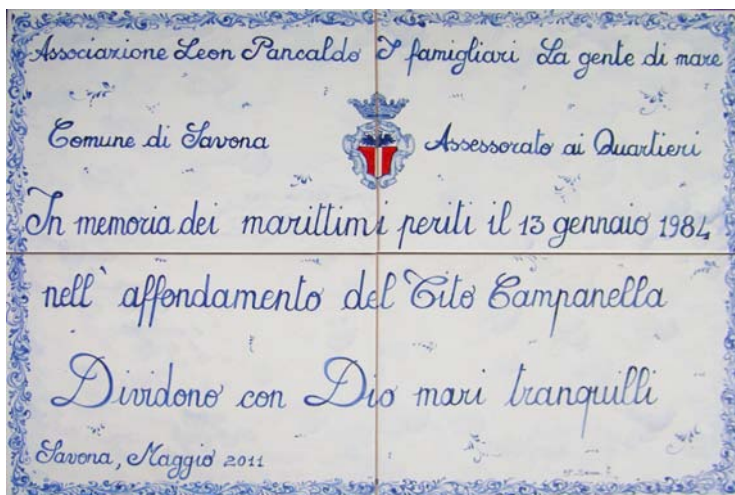 Associazione Leon Pancaldo I famigliari La gente di mare
Comune di Savona Assessorato ai Quartieri
In memoria dei marittimi periti il 13 gennaio 1984
nell' affondamento del Tito Campanella
Dividono con Dio mari tranquilli
Savona, Maggio 2011